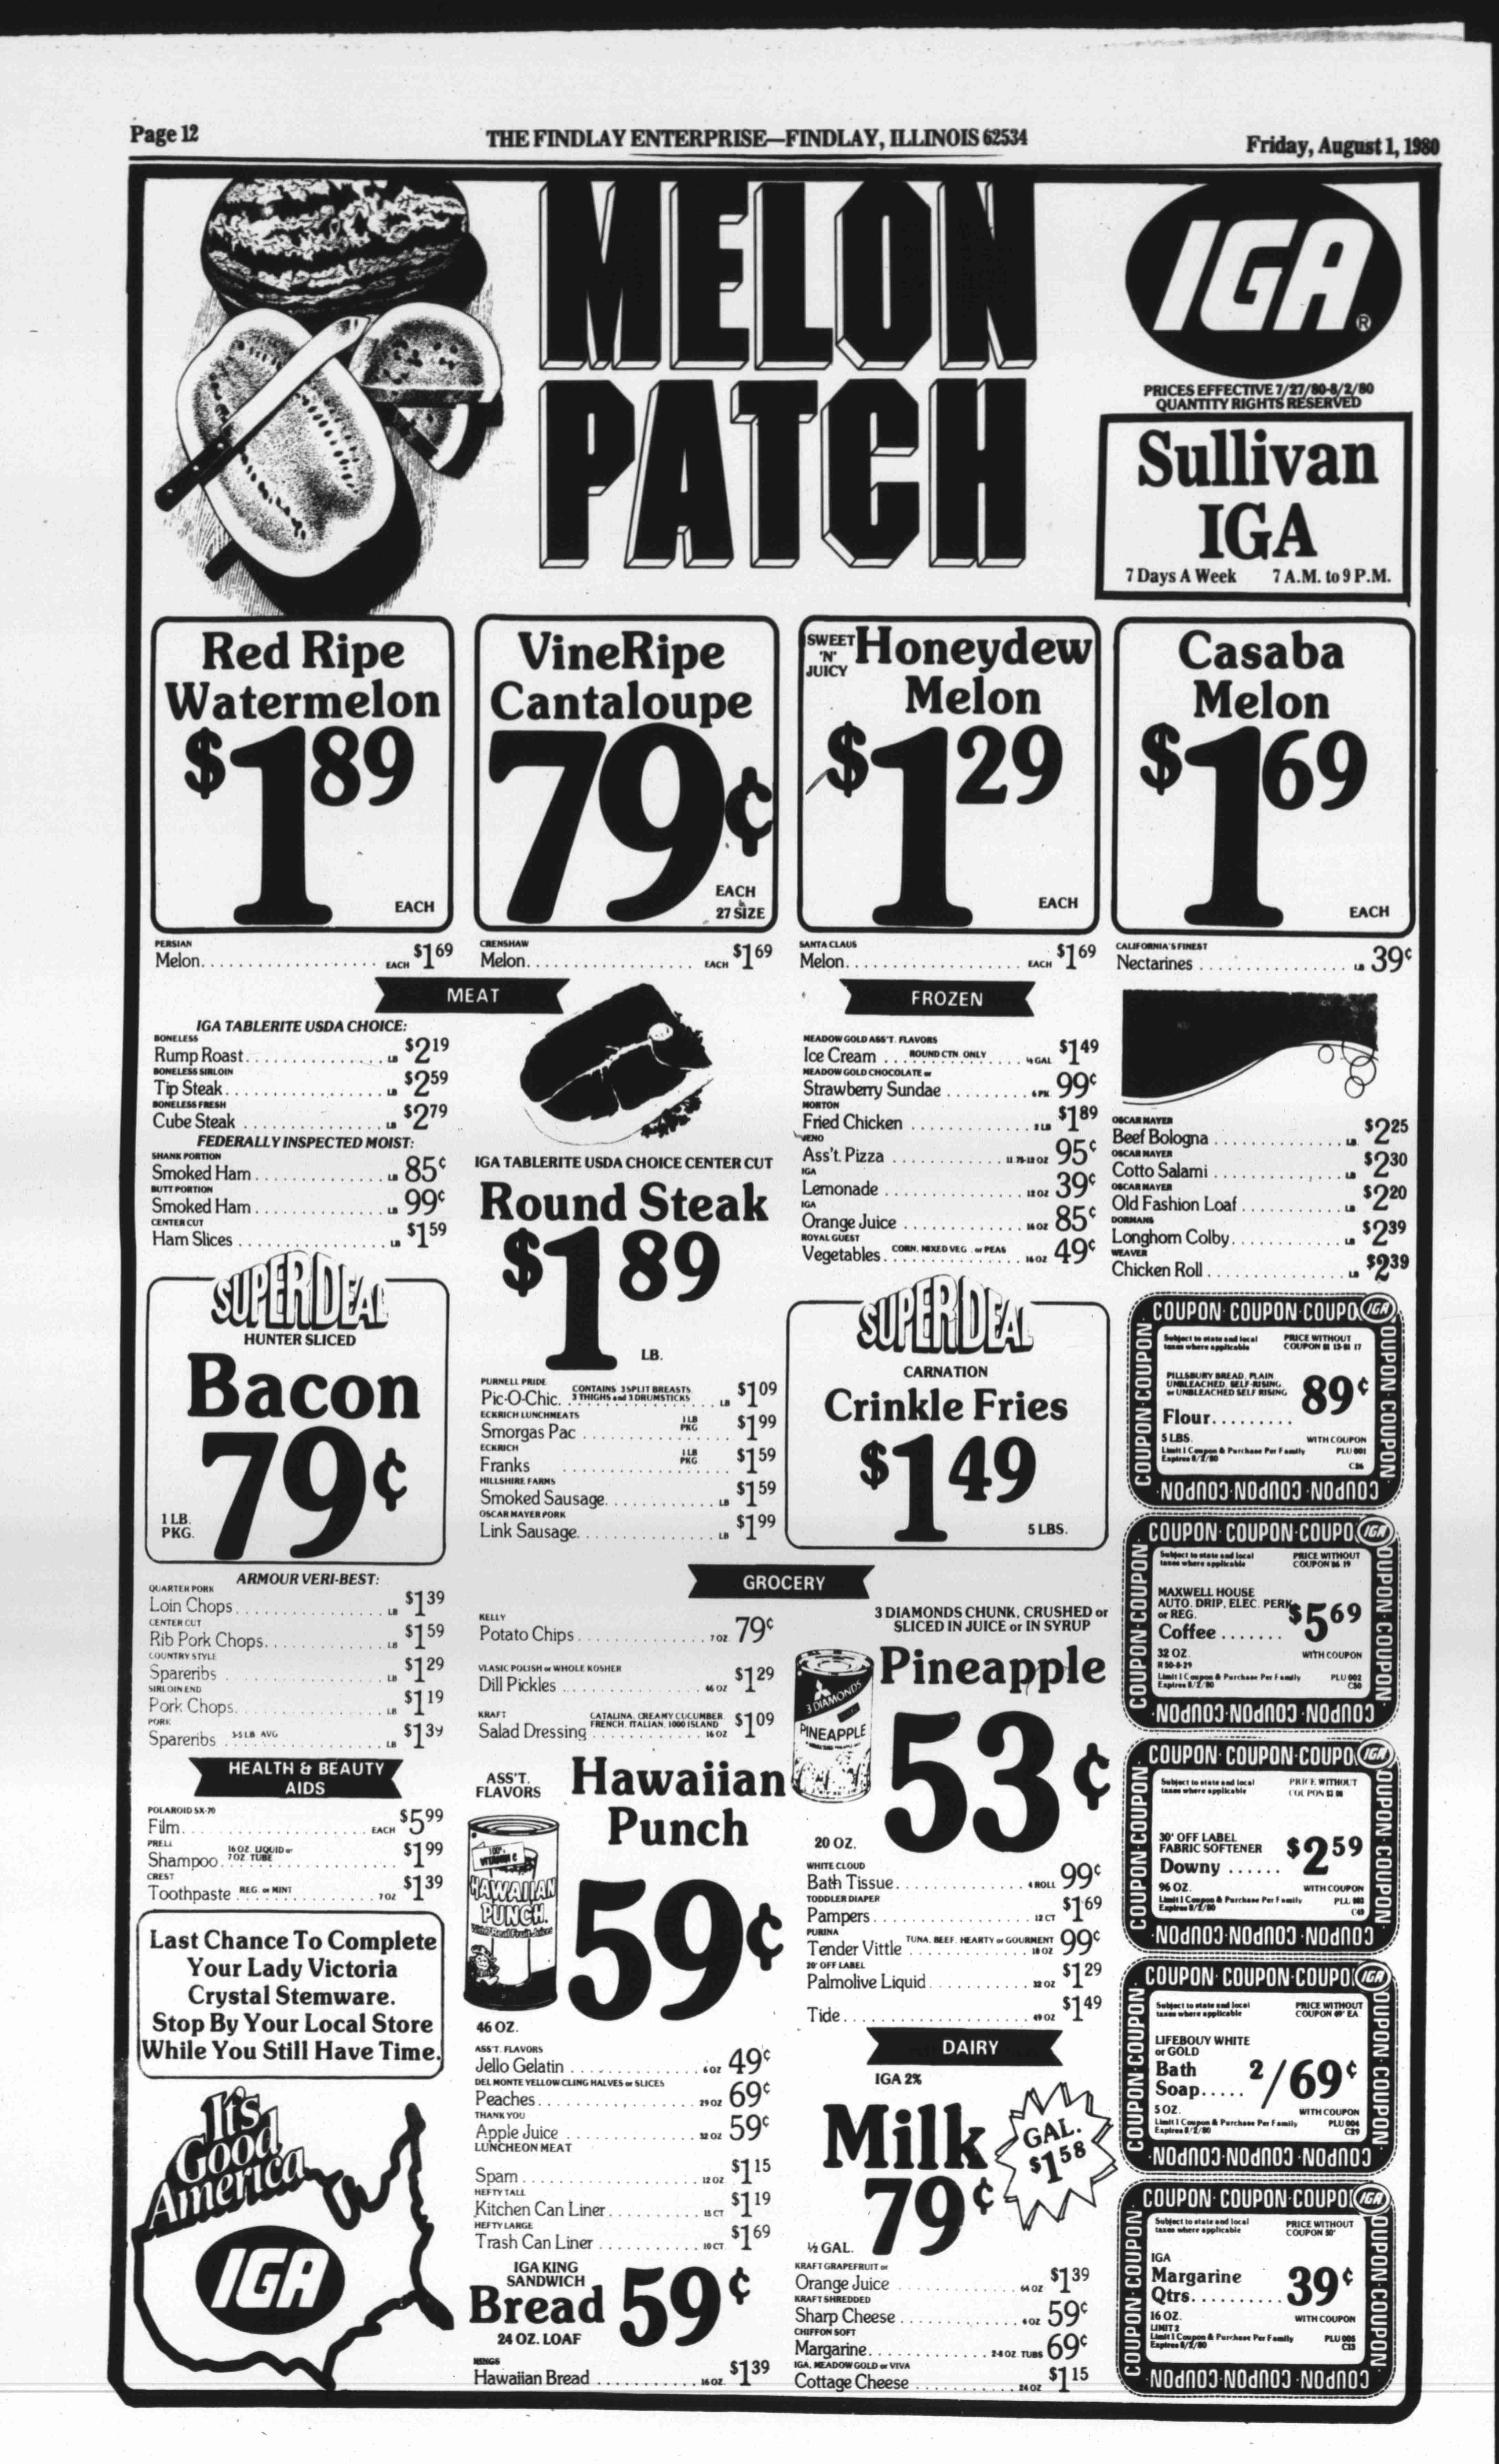 Page 12
THE FINDLAY ENTERPRISE—FINDLAY, ILLINOIS 62534
Friday, August 1, 1980
MELON
PATCH
IGA®
PRICES EFFECTIVE 7/27/80-8/2/80
QUANTITY RIGHTS RESERVED
Sullivan
IGA
7 Days A Week 7 A.M. to 9 P.M.
Red Ripe
Watermelon
$1 89
EACH
VineRipe
Cantaloupe
79¢
EACH
27 SIZE
SWEET 'N' JUICY Honeydew
Melon
$1 29
EACH
Casaba
Melon
$1 69
EACH
PERSIAN
Melon. . . . EACH $1 69
CRENSHAW
Melon. . . . EACH $1 69
SANTA CLAUS
Melon. . . . EACH $1 69
CALIFORNIA'S FINEST
Nectarines . . . . LB 39¢
MEAT
IGA TABLERITE USDA CHOICE:
BONELESS
Rump Roast. . . . LB $2 19
BONELESS SIRLOIN
Tip Steak. . . . LB $2 59
BONELESS FRESH
Cube Steak . . . . LB $2 79
FEDERALLY INSPECTED MOIST:
SHANK PORTION
Smoked Ham. . . . LB 85¢
BUTT PORTION
Smoked Ham. . . . LB 99¢
CENTER CUT
Ham Slices . . . . LB $1 59
SUPER DEAL
HUNTER SLICED
Bacon
79¢
1 LB.
PKG.
ARMOUR VERI-BEST:
QUARTER PORK
Loin Chops. . . . LB $1 39
CENTER CUT
Rib Pork Chops. . . . LB $1 59
COUNTRY STYLE
Spareribs . . . . LB $1 29
SIRLOIN END
Pork Chops. . . . LB $1 19
PORK
Spareribs 3-5 LB AVG . . . . LB $1 39
HEALTH & BEAUTY
AIDS
POLAROID SX-70
Film. . . . EACH $5 99
PRELL
Shampoo. 16 OZ LIQUID or 7 OZ TUBE . . . . $1 99
CREST
Toothpaste REG. or MINT . . . . 7 OZ $1 39
Last Chance To Complete
Your Lady Victoria
Crystal Stemware.
Stop By Your Local Store
While You Still Have Time.
It's
Good
America
IGA
IGA TABLERITE USDA CHOICE CENTER CUT
Round Steak
$1 89
LB.
PURNELL PRIDE
Pic-O-Chic. CONTAINS 3 SPLIT BREASTS 3 THIGHS and 3 DRUMSTICKS . . . LB $1 09
ECKRICH LUNCHMEATS
Smorgas Pac . . . . 1 LB PKG $1 99
ECKRICH
Franks . . . . 1 LB PKG $1 59
HILLSHIRE FARMS
Smoked Sausage. . . . LB $1 59
OSCAR MAYER PORK
Link Sausage. . . . LB $1 99
FROZEN
MEADOW GOLD ASS'T. FLAVORS
Ice Cream . . ROUND CTN. ONLY . . ½ GAL $1 49
MEADOW GOLD CHOCOLATE or
Strawberry Sundae . . . . 6 PK 99¢
MORTON
Fried Chicken . . . . 2 LB $1 89
JENO
Ass't. Pizza . . . . 11.75-12 OZ 95¢
IGA
Lemonade . . . . 12 OZ 39¢
IGA
Orange Juice . . . . 16 OZ 85¢
ROYAL GUEST
Vegetables. CORN, MIXED VEG. or PEAS . . . 16 OZ 49¢
OSCAR MAYER
Beef Bologna . . . . LB $2 25
OSCAR MAYER
Cotto Salami . . . . LB $2 30
OSCAR MAYER
Old Fashion Loaf . . . . LB $2 20
DORMANS
Longhorn Colby. . . . LB $2 39
WEAVER
Chicken Roll . . . . LB $2 39
SUPER DEAL
CARNATION
Crinkle Fries
$1 49
5 LBS.
GROCERY
KELLY
Potato Chips. . . . 7 OZ 79¢
VLASIC POLISH or WHOLE KOSHER
Dill Pickles . . . . 46 OZ $1 29
KRAFT
Salad Dressing CATALINA, CREAMY CUCUMBER, FRENCH, ITALIAN, 1000 ISLAND . . . 16 OZ $1 09
ASS'T.
FLAVORS
Hawaiian
Punch
100% VITAMIN C
HAWAIIAN
PUNCH.
59¢
46 OZ.
ASS'T. FLAVORS
Jello Gelatin . . . . 6 OZ 49¢
DEL MONTE YELLOW CLING HALVES or SLICES
Peaches. . . . 29 OZ 69¢
THANK YOU
Apple Juice . . . . 32 OZ 59¢
LUNCHEON MEAT
Spam. . . . 12 OZ $1 15
HEFTY TALL
Kitchen Can Liner. . . . 15 CT $1 19
HEFTY LARGE
Trash Can Liner . . . . 10 CT $1 69
IGA KING
SANDWICH
Bread 59¢
24 OZ. LOAF
KINGS
Hawaiian Bread . . . . 16 OZ $1 39
3 DIAMONDS CHUNK, CRUSHED or
SLICED IN JUICE or IN SYRUP
Pineapple
3 DIAMONDS
PINEAPPLE
53¢
20 OZ.
WHITE CLOUD
Bath Tissue. . . . 4 ROLL 99¢
TODDLER DIAPER
Pampers. . . . 12 CT $1 69
PURINA
Tender Vittle TUNA, BEEF, HEARTY or GOURMENT 18 OZ 99¢
20' OFF LABEL
Palmolive Liquid. . . . 32 OZ $1 29
Tide. . . . 49 OZ $1 49
DAIRY
IGA 2%
Milk
GAL.
$1 58
79¢
½ GAL.
KRAFT GRAPEFRUIT or
Orange Juice . . . . 64 OZ $1 39
KRAFT SHREDDED
Sharp Cheese . . . . 4 OZ 59¢
CHIFFON SOFT
Margarine. . . . 2-8 OZ. TUBS 69¢
IGA, MEADOW GOLD or VIVA
Cottage Cheese . . . . 24 OZ $1 15
COUPON· COUPON·COUPO IGA
Subject to state and local
taxes where applicable
PRICE WITHOUT
PILLSBURY BREAD, PLAIN
UNBLEACHED, SELF-RISING,
or UNBLEACHED SELF RISING
Flour. . . . 89¢
5 LBS. WITH COUPON
Limit 1 Coupon & Purchase Per Family PLU 001
Expires 8/2/80 C26
COUPON·COUPON·COUPON
COUPON· COUPON·COUPO IGA
Subject to state and local
taxes where applicable
PRICE WITHOUT
COUPON $6 19
MAXWELL HOUSE
AUTO. DRIP, ELEC. PERK
or REG.
Coffee . . . . $5 69
32 OZ. WITH COUPON
R 50-8-29
Limit 1 Coupon & Purchase Per Family PLU 002
Expires 8/2/80 C50
COUPON·COUPON·COUPON
COUPON· COUPON·COUPO IGA
Subject to state and local
taxes where applicable
PRICE WITHOUT
30' OFF LABEL
FABRIC SOFTENER
Downy . . . . $2 59
96 OZ. WITH COUPON
Limit 1 Coupon & Purchase Per Family PLU 003
Expires 8/2/80 C49
COUPON·COUPON·COUPON
COUPON· COUPON·COUPO IGA
Subject to state and local
taxes where applicable
PRICE WITHOUT
COUPON 49' EA
LIFEBOUY WHITE
or GOLD
Bath
Soap. . . . 2/69¢
5 OZ. WITH COUPON
Limit 1 Coupon & Purchase Per Family PLU 004
Expires 8/2/80 C29
COUPON·COUPON·COUPON
COUPON· COUPON·COUPO IGA
Subject to state and local
taxes where applicable
PRICE WITHOUT
COUPON 50'
IGA
Margarine
Qtrs. . . . 39¢
16 OZ. WITH COUPON
LIMIT 2
Limit 1 Coupon & Purchase Per Family PLU 005
Expires 8/2/80 C13
COUPON·COUPON·COUPON